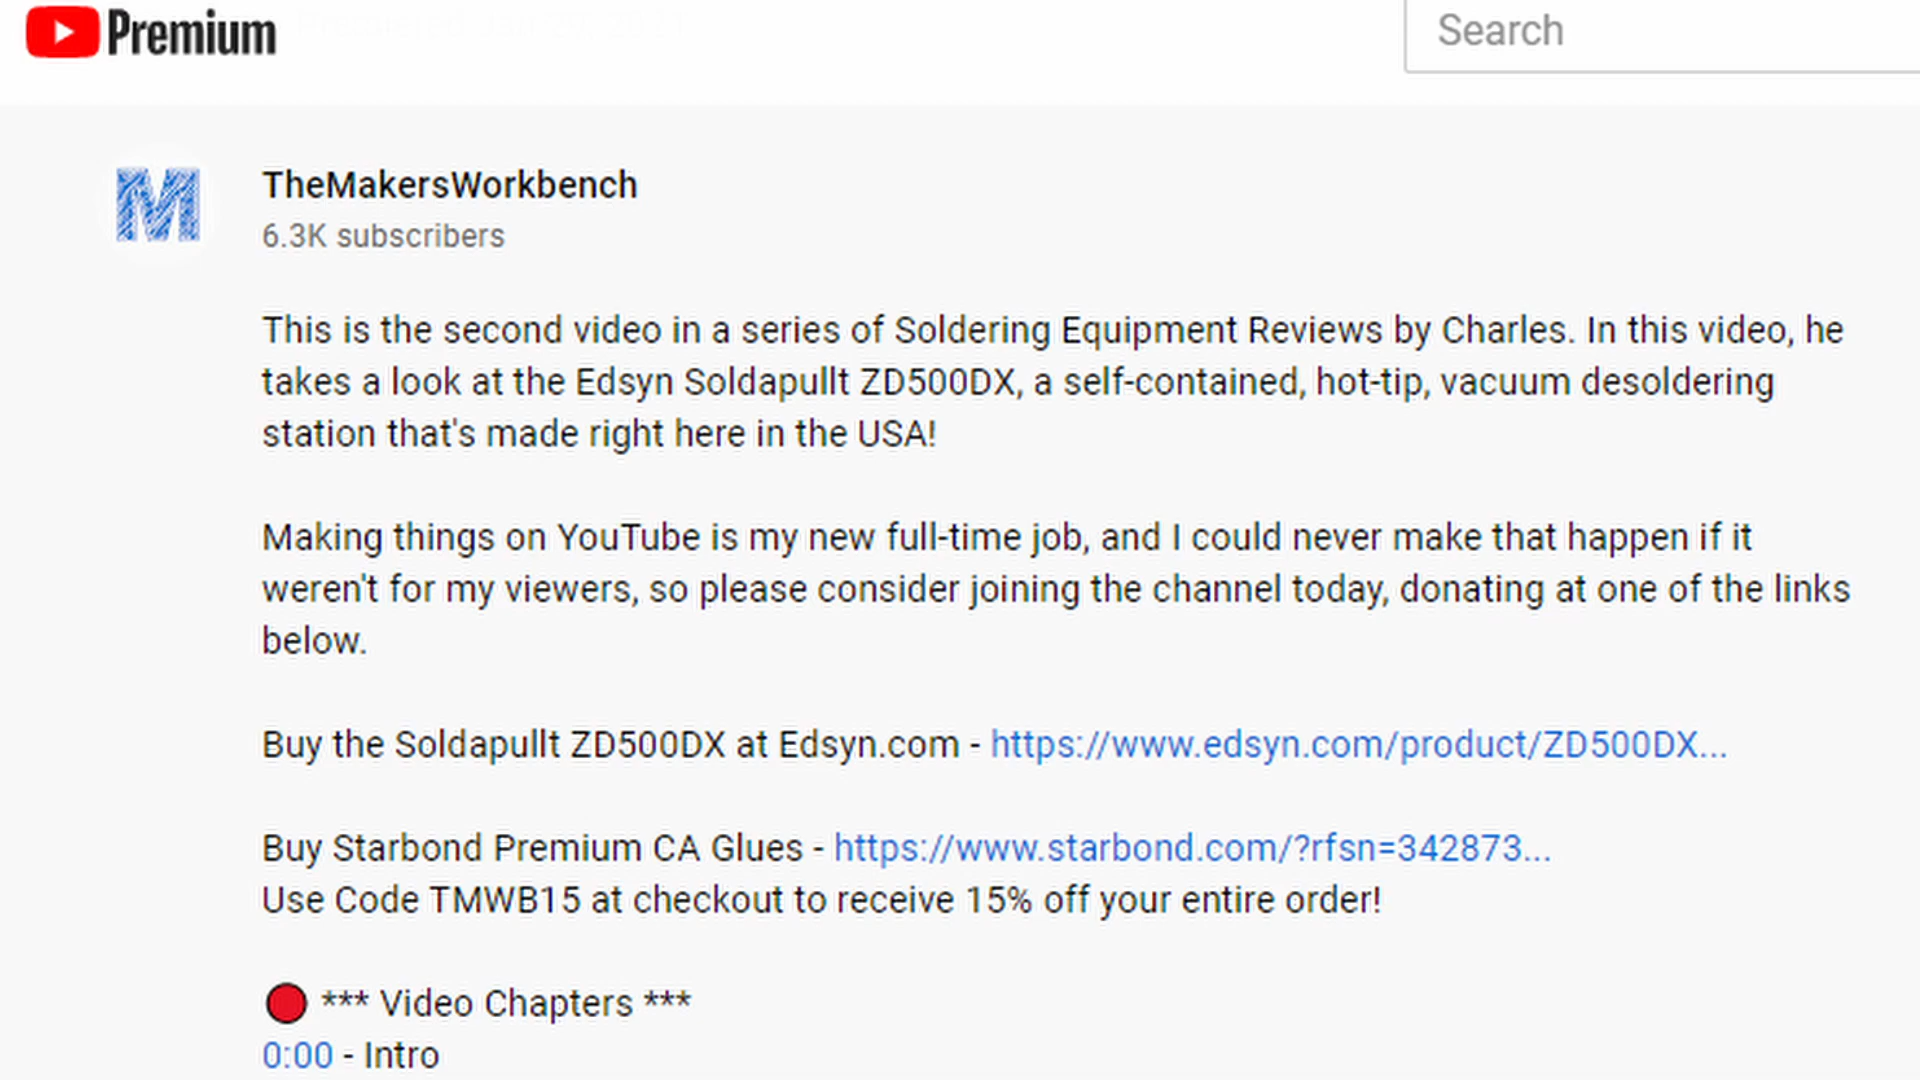 Premium
Search
M
TheMakersWorkbench
6.3K subscribers
This is the second video in a series of Soldering Equipment Reviews by Charles. In this video, he
takes a look at the Edsyn Soldapullt ZD500DX, a self-contained, hot-tip, vacuum desoldering
station that's made right here in the USA!
Making things on YouTube is my new full-time job, and I could never make that happen if it
weren't for my viewers, so please consider joining the channel today, donating at one of the links
below.
Buy the Soldapullt ZD500DX at Edsyn.com - https://www.edsyn.com/product/ZD500DX...
Buy Starbond Premium CA Glues - https://www.starbond.com/?rfsn=342873...
Use Code TMWB15 at checkout to receive 15% off your entire order!
*** Video Chapters ***
0:00 - Intro